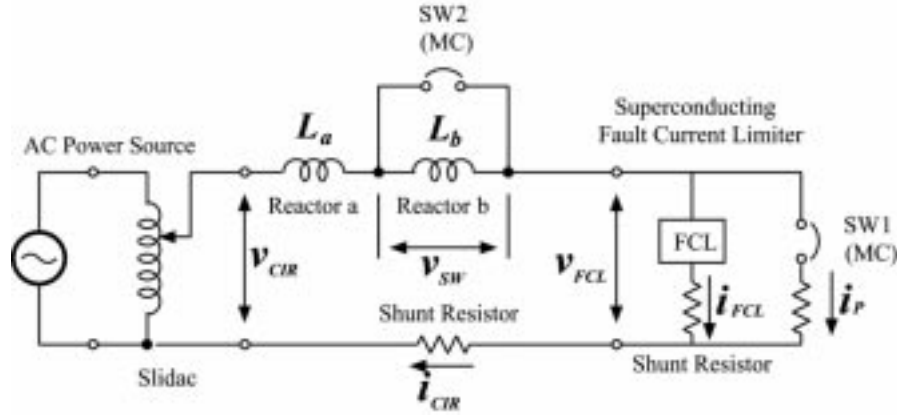 SW2
(MC)
Superconducting
Fault Current Limiter
AC Power Source
L_a
L_b
Reactor a
Reactor b
FCL
SW1
(MC)
v_CIR
v_SW
v_FCL
i_FCL
i_P
Shunt Resistor
Slidac
Shunt Resistor
i_CIR